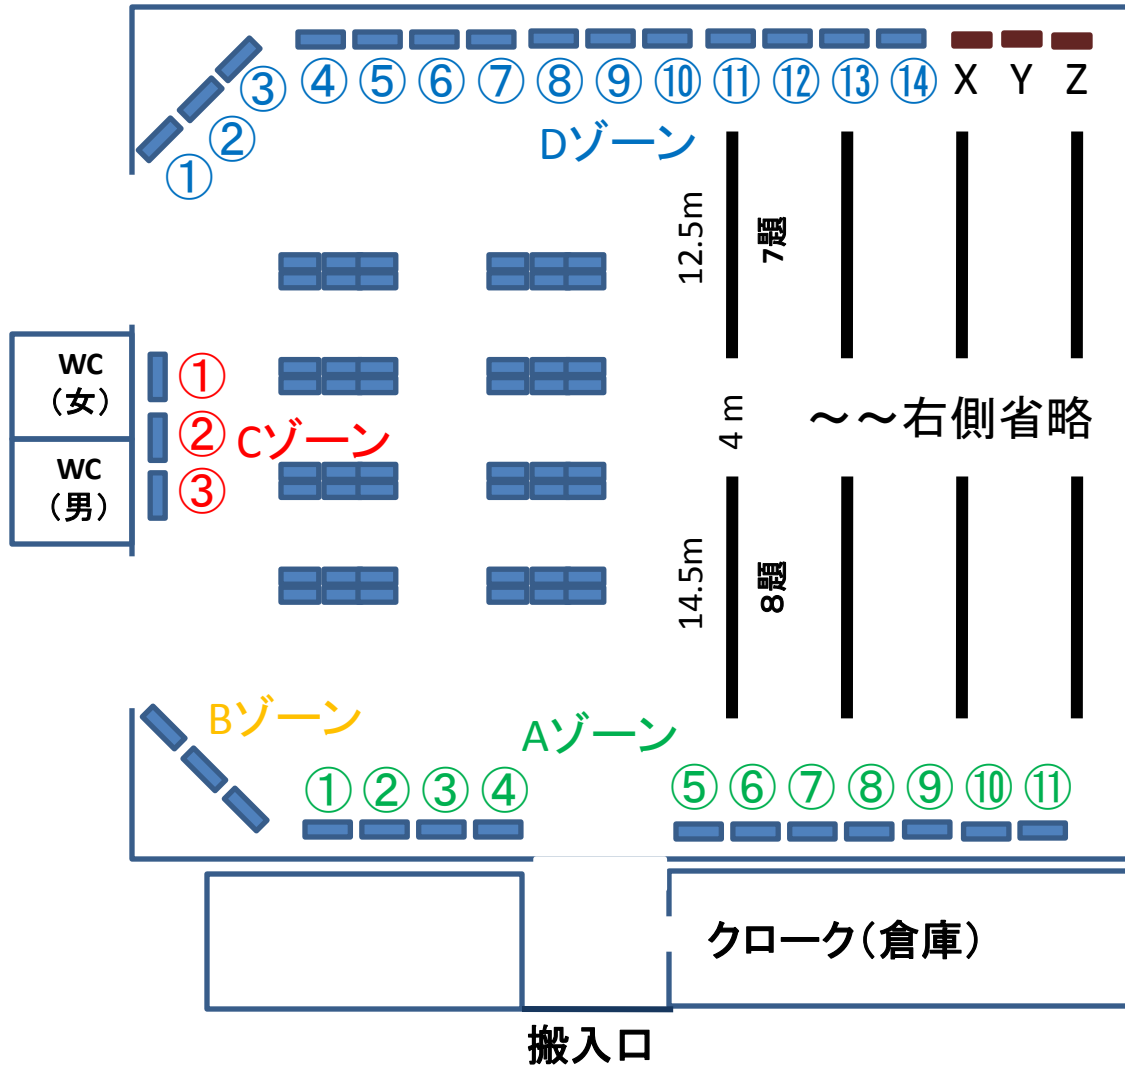 ④ ⑤ ⑥ ⑦ ⑧ ⑨ ⑩ ⑪ ⑫ ⑬ ⑭ X Y Z
③
②
①
Dゾーン
12.5m
7題
WC
(女)
WC
(男)
①
②
③
Cゾーン
4 m
～～右側省略
14.5m
8題
Bゾーン
Aゾーン
① ② ③ ④ ⑤ ⑥ ⑦ ⑧ ⑨ ⑩ ⑪
クローク(倉庫)
搬入口